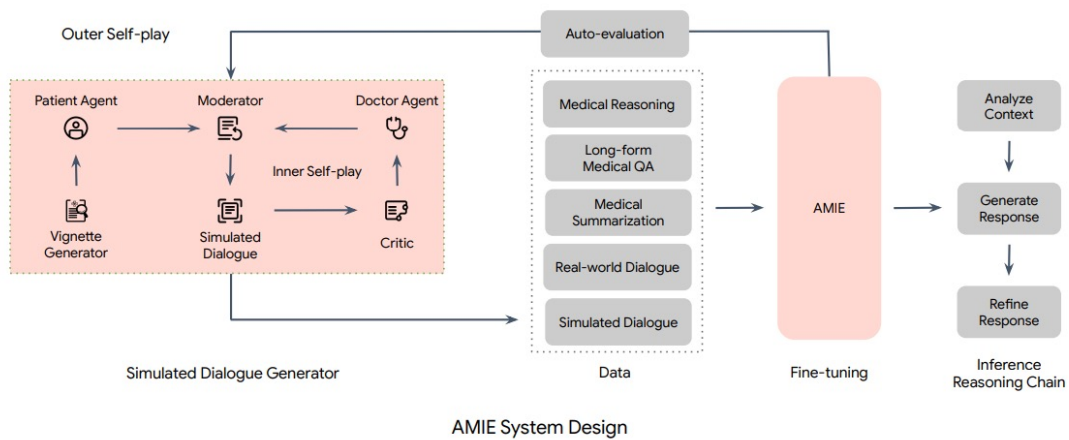 Outer Self-play
Auto-evaluation
Patient Agent
Moderator
Doctor Agent
Inner Self-play
Vignette
Generator
Simulated
Dialogue
Critic
Simulated Dialogue Generator
Medical Reasoning
Long-form
Medical QA
Medical
Summarization
Real-world Dialogue
Simulated Dialogue
Data
AMIE
Fine-tuning
Analyze
Context
Generate
Response
Refine
Response
Inference
Reasoning Chain
AMIE System Design